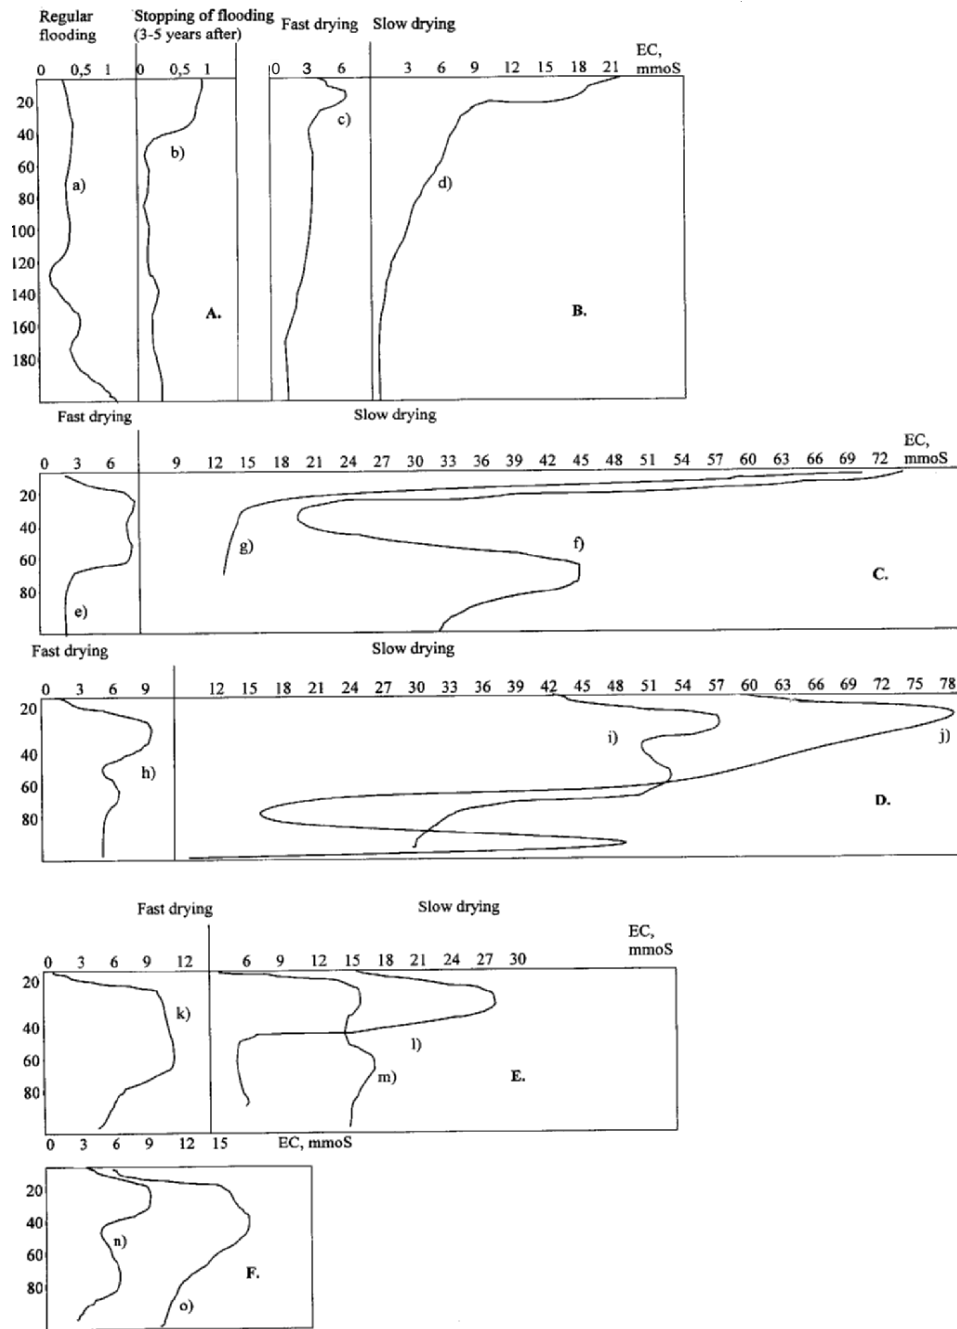 Regular flooding
Stopping of flooding (3-5 years after)
Fast drying
Slow drying
EC, mmoS
0 0,5 1
0 0,5 1
0 3 6
3 6 9 12 15 18 21
20
40
60
80
100
120
140
160
180
a)
b)
c)
d)
A.
B.
Fast drying
Slow drying
EC, mmoS
0 3 6 9 12 15 18 21 24 27 30 33 36 39 45 48 51 54 57 60 63 69 72
20
40
60
80
e)
g)
f)
C.
Fast drying
Slow drying
0 3 6 9 12 16 18 21 24 27 30 33 36 39 42 45 48 51 54 57 60 63 66 69 72 75 78
20
40
60
80
h)
i)
j)
D.
Fast drying
Slow drying
EC, mmoS
0 3 6 9 12 6 9 12 15 18 21 24 27 30
20
40
60
80
k)
l)
m)
E.
0 3 6 9 12 15 EC, mmoS
20
40
60
80
n)
o)
F.